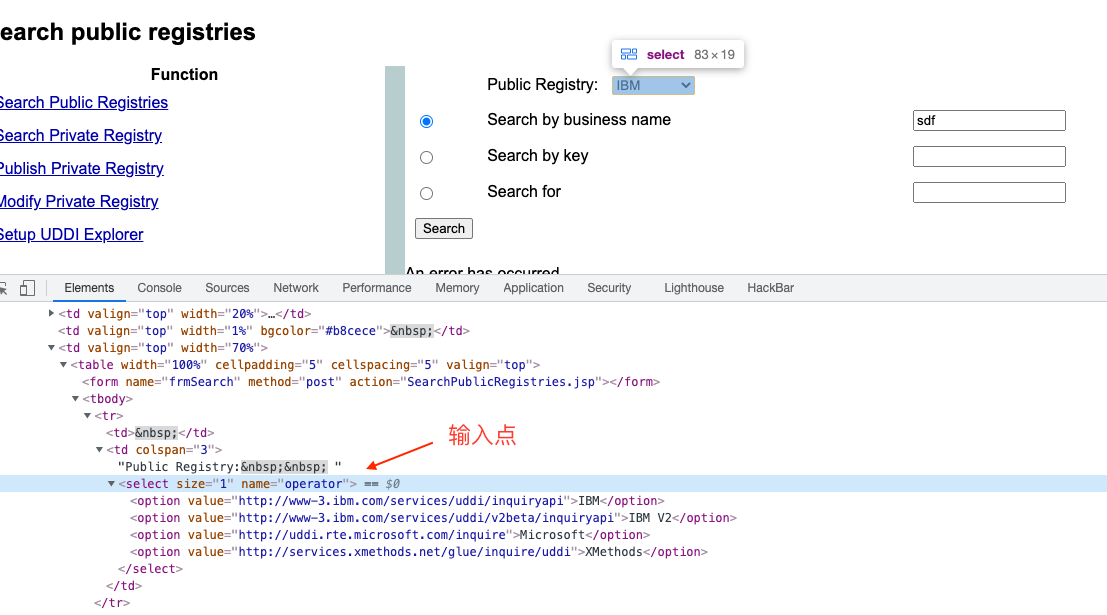 earch public registries
select 83 × 19
Function
Public Registry: IBM
Search Public Registries
Search by business name sdf
Search Private Registry
Search by key
Publish Private Registry
Search for
Modify Private Registry
Search
Setup UDDI Explorer
An error has occurred
Elements Console Sources Network Performance Memory Application Security Lighthouse HackBar
<td valign="top" width="20%">…</td>
<td valign="top" width="1%" bgcolor="#b8cece">&nbsp;</td>
<td valign="top" width="70%">
<table width="100%" cellpadding="5" cellspacing="5" valign="top">
<form name="frmSearch" method="post" action="SearchPublicRegistries.jsp"></form>
<tbody>
<tr>
<td>&nbsp;</td>
输入点
<td colspan="3">
"Public Registry:&nbsp;&nbsp; "
<select size="1" name="operator"> == $0
<option value="http://www-3.ibm.com/services/uddi/inquiryapi">IBM</option>
<option value="http://www-3.ibm.com/services/uddi/v2beta/inquiryapi">IBM V2</option>
<option value="http://uddi.rte.microsoft.com/inquire">Microsoft</option>
<option value="http://services.xmethods.net/glue/inquire/uddi">XMethods</option>
</select>
</td>
</tr>